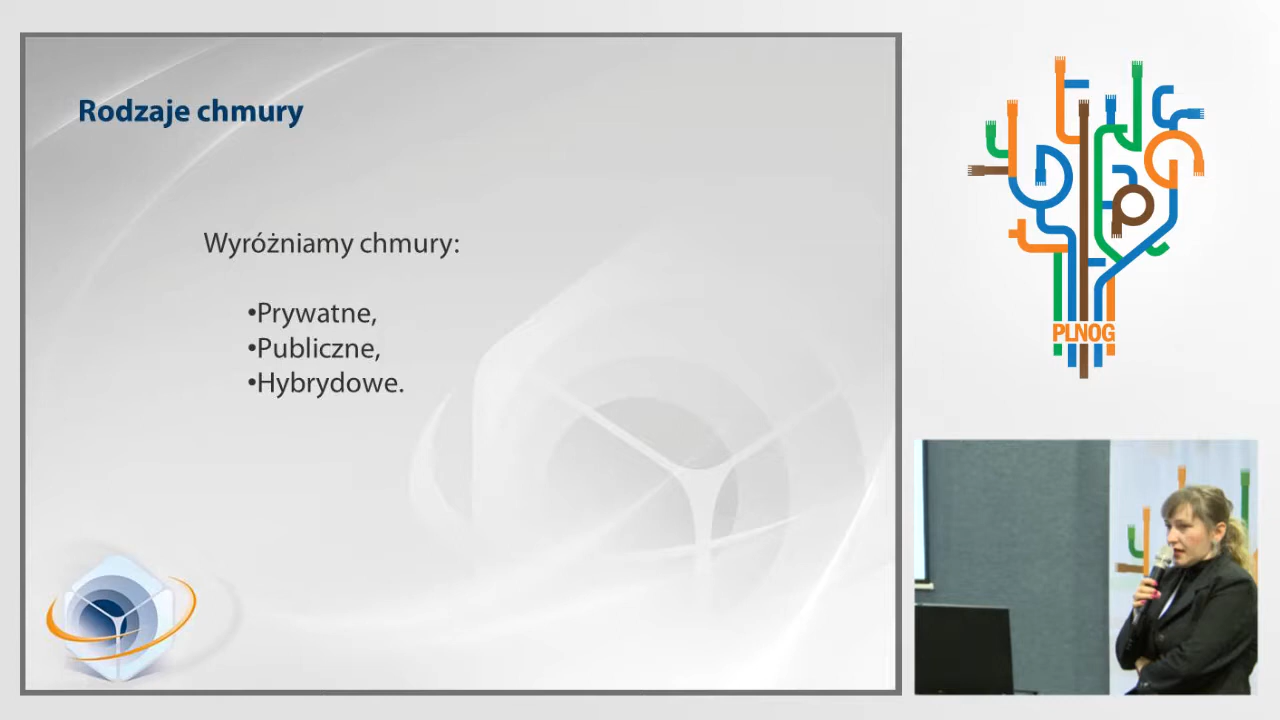 Rodzaje chmury
Wyróżniamy chmury:
•Prywatne,
•Publiczne,
•Hybrydowe.
PLNOG